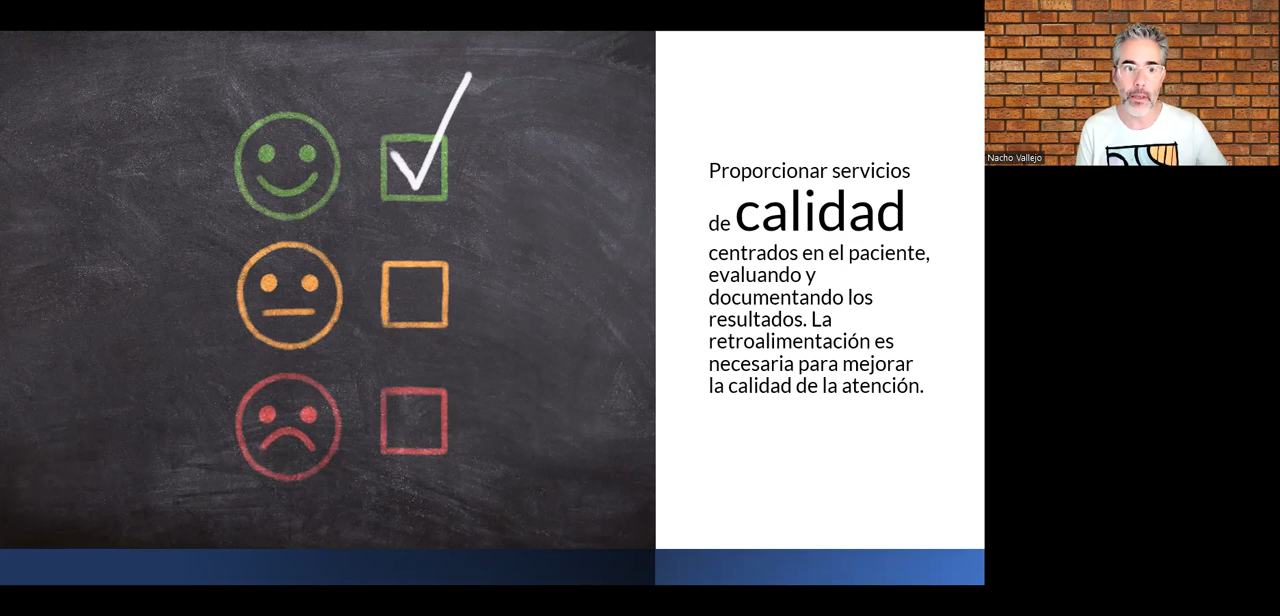 Proporcionar servicios
de calidad
centrados en el paciente,
evaluando y
documentando los
resultados. La
retroalimentación es
necesaria para mejorar
la calidad de la atención.
Nacho Vallejo